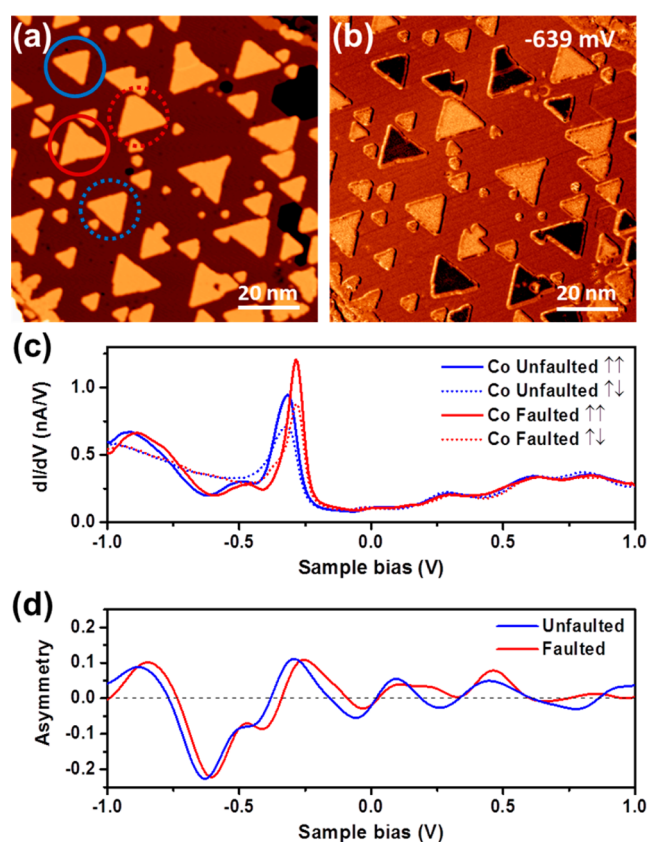 (a)
20 nm
(b)
-639 mV
20 nm
(c)
dI/dV (nA/V)
1.0
0.5
0.0
Co Unfaulted ↑↑
Co Unfaulted ↑↓
Co Faulted ↑↑
Co Faulted ↑↓
-1.0 -0.5 0.0 0.5 1.0
Sample bias (V)
(d)
Asymmetry
0.2
0.1
0.0
-0.1
-0.2
Unfaulted
Faulted
-1.0 -0.5 0.0 0.5 1.0
Sample bias (V)